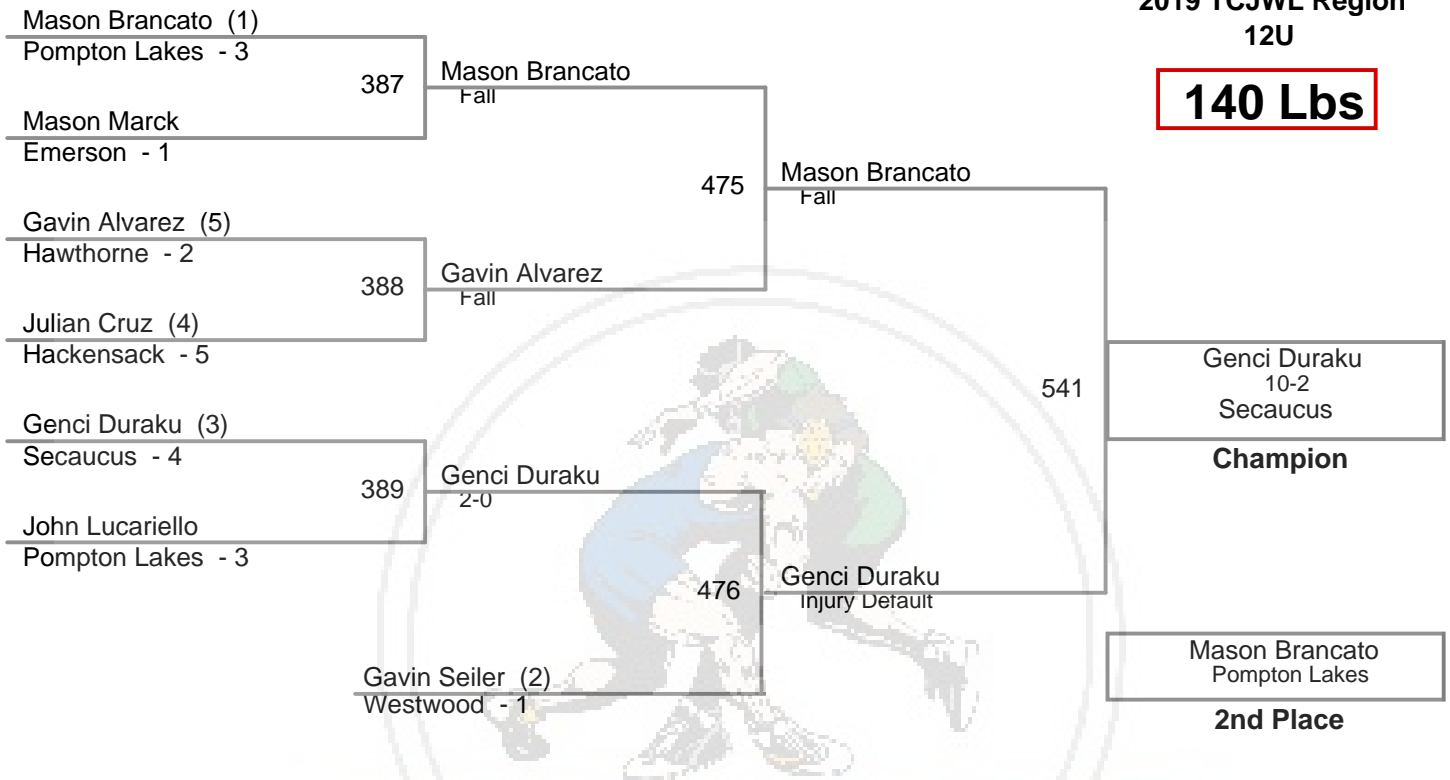 2019 TCJWL Region
12U
140 Lbs
Mason Brancato (1)
Pompton Lakes - 3
387
Mason Marck
Emerson - 1
Mason Brancato
Fall
Gavin Alvarez (5)
Hawthorne - 2
388
Julian Cruz (4)
Hackensack - 5
Gavin Alvarez
Fall
475
Mason Brancato
Fall
Genci Duraku (3)
Secaucus - 4
389
John Lucariello
Pompton Lakes - 3
Genci Duraku
2-0
476
Gavin Seiler (2)
Westwood - 1
Genci Duraku
Injury Default
541
Genci Duraku
10-2
Secaucus
Champion
Mason Brancato
Pompton Lakes
2nd Place